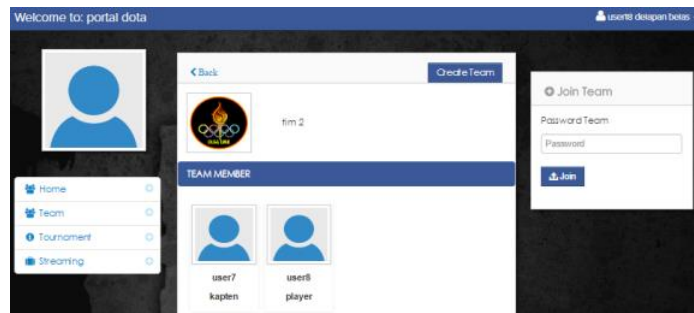 Welcome to: portal dota
user18 delapan belas
Home
Team
Tournament
Streaming
Back
Create Team
tim 2
TEAM MEMBER
user7
kapten
user8
player
Join Team
Password Team
Password
Join